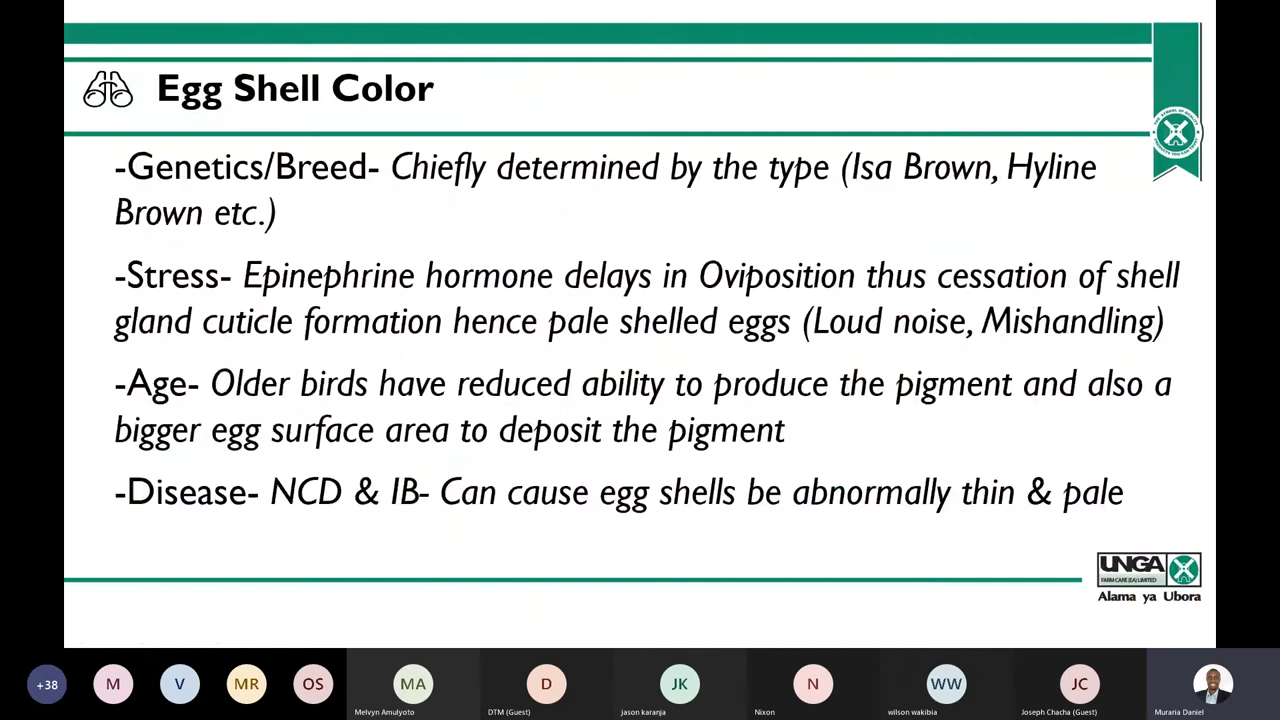 Egg Shell Color
-Genetics/Breed- Chiefly determined by the type (Isa Brown, Hyline
Brown etc.)
-Stress- Epinephrine hormone delays in Oviposition thus cessation of shell
gland cuticle formation hence pale shelled eggs (Loud noise, Mishandling)
-Age- Older birds have reduced ability to produce the pigment and also a
bigger egg surface area to deposit the pigment
-Disease- NCD & IB- Can cause egg shells be abnormally thin & pale
UNGA
FARM CARE (EA) LIMITED
Alama ya Ubora
+38
M
V
MR
OS
MA
D
JK
N
WW
JC
Melvyn Amulyoto
DTM (Guest)
jason karanja
Nixon
wilson wakibia
Joseph Chacha (Guest)
Muraria Daniel